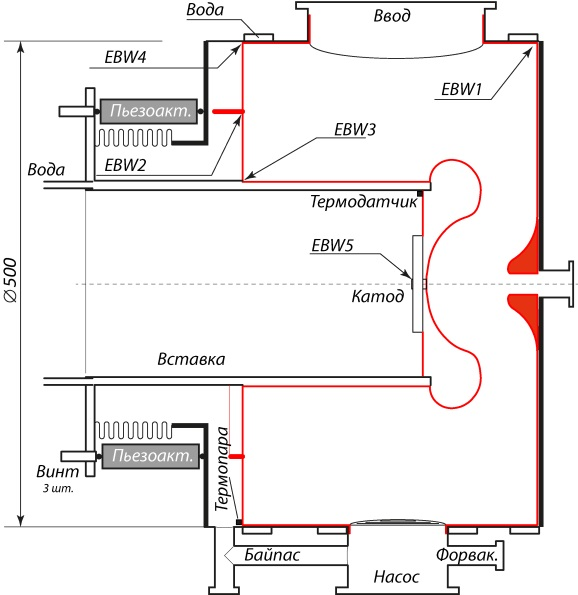 Вода
Ввод
EBW4
EBW1
Пьезоакт.
EBW3
Вода
EBW2
Термодатчик
EBW5
Катод
∅500
Вставка
Пьезоакт.
Термопара
Винт
3 шт.
Байпас
Форвак.
Насос